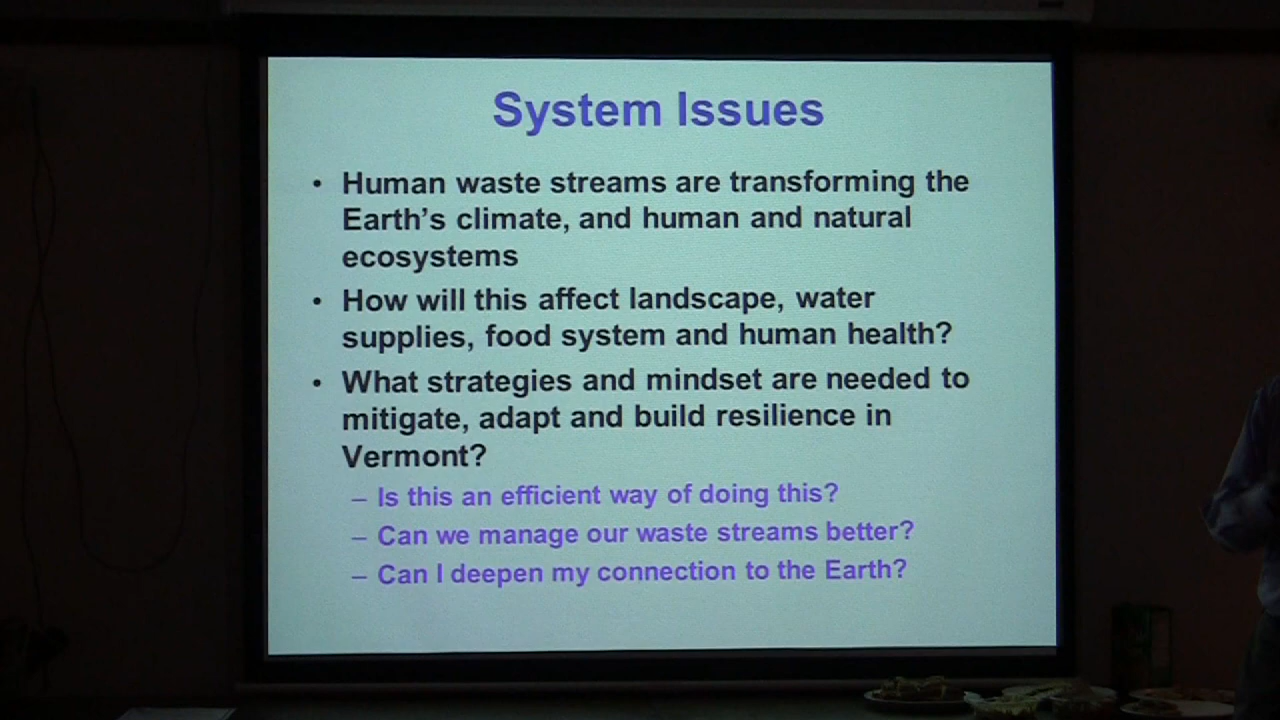 System Issues
• Human waste streams are transforming the
Earth's climate, and human and natural
ecosystems
• How will this affect landscape, water
supplies, food system and human health?
• What strategies and mindset are needed to
mitigate, adapt and build resilience in
Vermont?
– Is this an efficient way of doing this?
– Can we manage our waste streams better?
– Can I deepen my connection to the Earth?